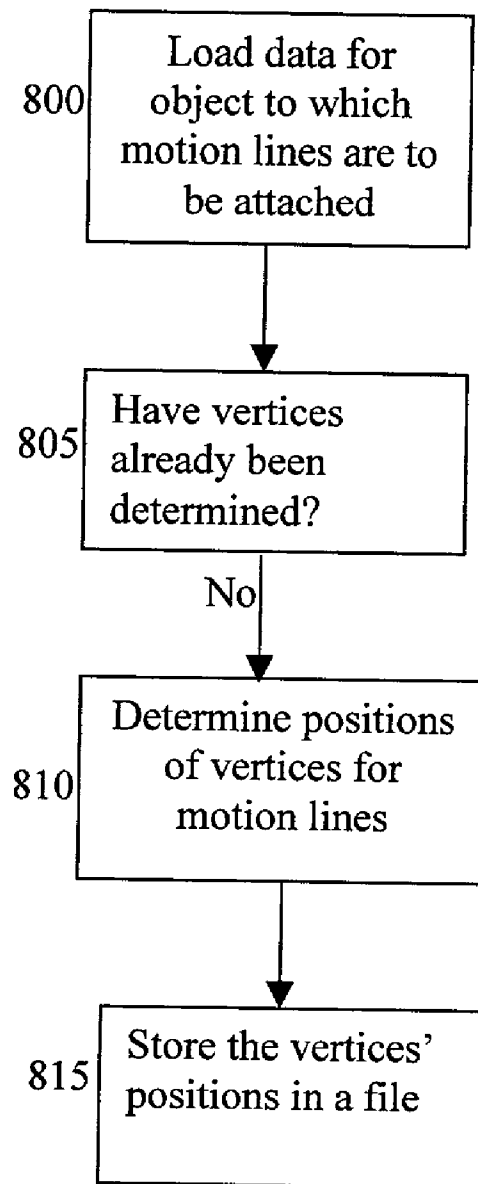 Load data for
800
object to which
motion lines are to
be attached
Have vertices
805
already been
determined?
No
Determine positions
of vertices for
810
motion lines
Store the vertices’
815
positions in a file